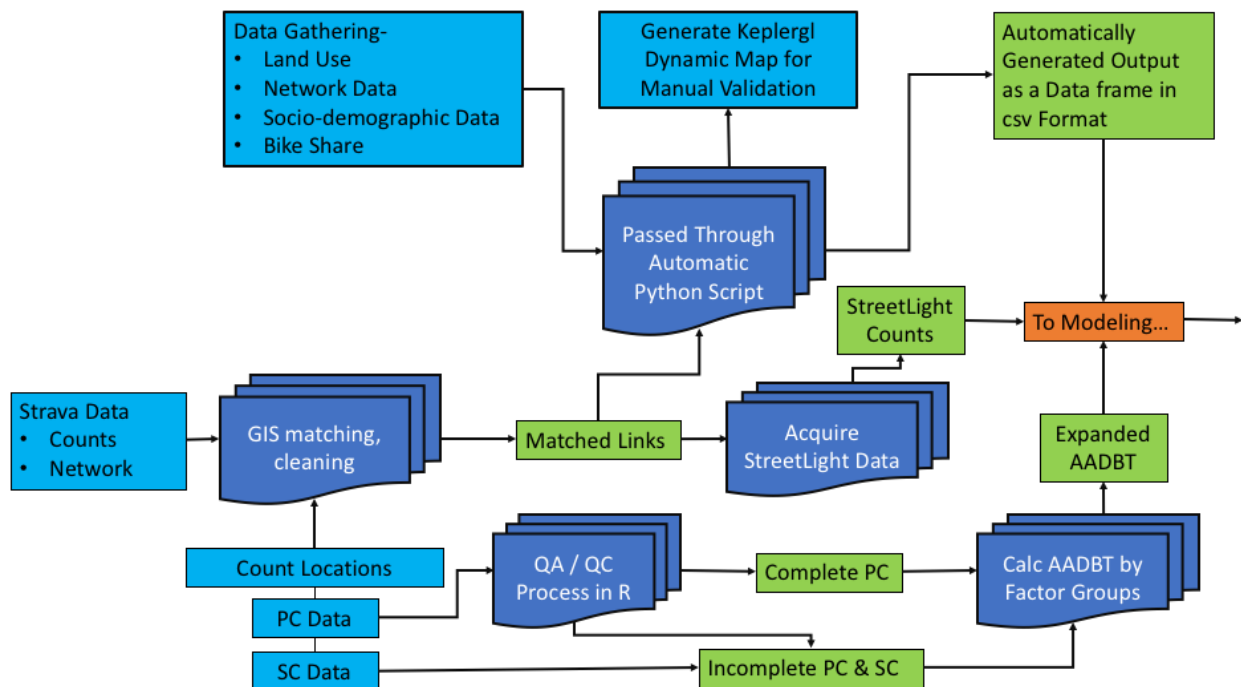 Data Gathering-
• Land Use
• Network Data
• Socio-demographic Data
• Bike Share
Generate Keplergl
Dynamic Map for
Manual Validation
Automatically
Generated Output
as a Data frame in
csv Format
Passed Through
Automatic
Python Script
StreetLight
Counts
To Modeling...
Strava Data
• Counts
• Network
GIS matching,
cleaning
Matched Links
Acquire
StreetLight Data
Expanded
AADBT
Count Locations
PC Data
SC Data
QA / QC
Process in R
Complete PC
Calc AADBT by
Factor Groups
Incomplete PC & SC